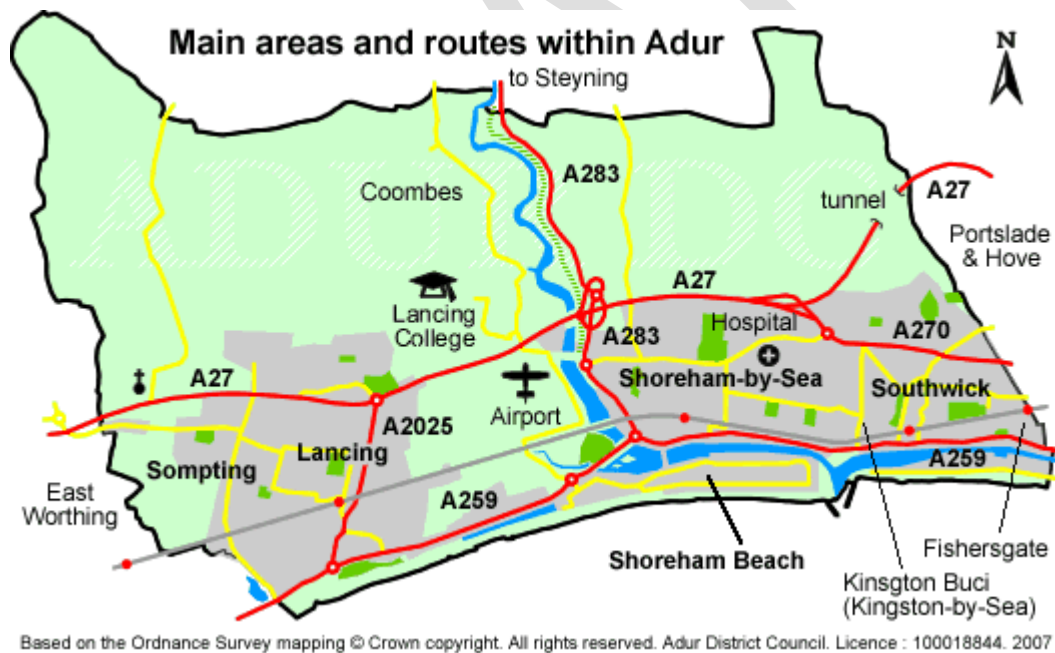 Main areas and routes within Adur
N
to Steyning
ADUR DC
Coombes
A283
tunnel
A27
Portslade
& Hove
A27
Lancing
College
A283
Hospital
A270
Shoreham-by-Sea
Southwick
A27
Airport
A2025
Lancing
Sompting
A259
A259
East
Worthing
Shoreham Beach
Fishersgate
Kinsgton Buci
(Kingston-by-Sea)
Based on the Ordnance Survey mapping © Crown copyright. All rights reserved. Adur District Council. Licence : 100018844. 2007